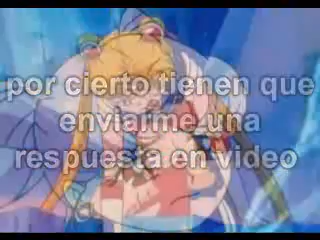 por cierto tienen que
enviarme una
respuesta en video